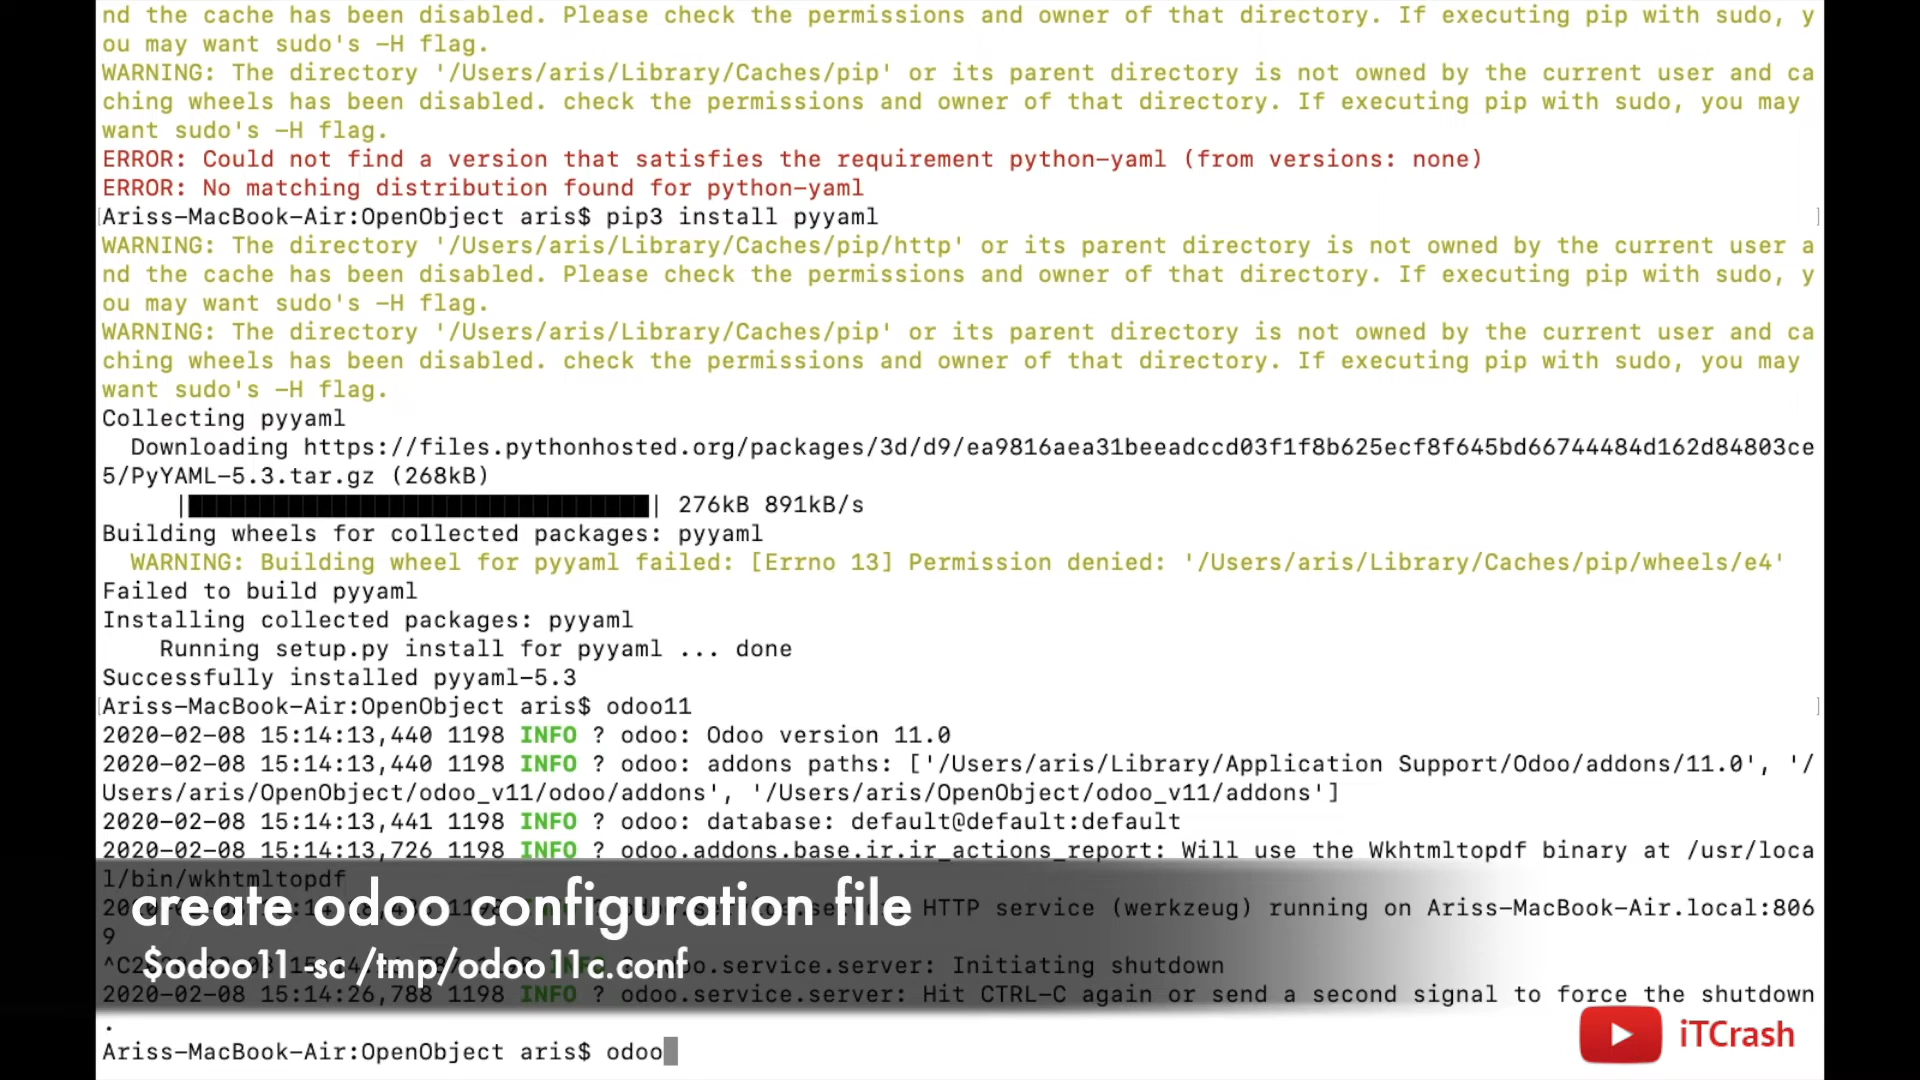 nd the cache has been disabled. Please check the permissions and owner of that directory. If executing pip with sudo, y
ou may want sudo's -H flag.
WARNING: The directory '/Users/aris/Library/Caches/pip' or its parent directory is not owned by the current user and ca
ching wheels has been disabled. check the permissions and owner of that directory. If executing pip with sudo, you may
want sudo's -H flag.
ERROR: Could not find a version that satisfies the requirement python-yaml (from versions: none)
ERROR: No matching distribution found for python-yaml
[Ariss-MacBook-Air:OpenObject aris$ pip3 install pyyaml ]
WARNING: The directory '/Users/aris/Library/Caches/pip/http' or its parent directory is not owned by the current user a
nd the cache has been disabled. Please check the permissions and owner of that directory. If executing pip with sudo, y
ou may want sudo's -H flag.
WARNING: The directory '/Users/aris/Library/Caches/pip' or its parent directory is not owned by the current user and ca
ching wheels has been disabled. check the permissions and owner of that directory. If executing pip with sudo, you may
want sudo's -H flag.
Collecting pyyaml
Downloading https://files.pythonhosted.org/packages/3d/d9/ea9816aea31beeadccd03f1f8b625ecf8f645bd66744484d162d84803ce
5/PyYAML-5.3.tar.gz (268kB)
|████████████████████████████████| 276kB 891kB/s
Building wheels for collected packages: pyyaml
WARNING: Building wheel for pyyaml failed: [Errno 13] Permission denied: '/Users/aris/Library/Caches/pip/wheels/e4'
Failed to build pyyaml
Installing collected packages: pyyaml
Running setup.py install for pyyaml ... done
Successfully installed pyyaml-5.3
[Ariss-MacBook-Air:OpenObject aris$ odoo11 ]
2020-02-08 15:14:13,440 1198 INFO ? odoo: Odoo version 11.0
2020-02-08 15:14:13,440 1198 INFO ? odoo: addons paths: ['/Users/aris/Library/Application Support/Odoo/addons/11.0', '/
Users/aris/OpenObject/odoo_v11/odoo/addons', '/Users/aris/OpenObject/odoo_v11/addons']
2020-02-08 15:14:13,441 1198 INFO ? odoo: database: default@default:default
2020-02-08 15:14:13,726 1198 INFO ? odoo.addons.base.ir.ir_actions_report: Will use the Wkhtmltopdf binary at /usr/loca
l/bin/wkhtmltopdf
create odoo configuration file
HTTP service (werkzeug) running on Ariss-MacBook-Air.local:806
9
$odoo11 -sc /tmp/odoo11c.conf
odoo.service.server: Initiating shutdown
2020-02-08 15:14:26,788 1198 INFO ? odoo.service.server: Hit CTRL-C again or send a second signal to force the shutdown
.
Ariss-MacBook-Air:OpenObject aris$ odoo
iTCrash